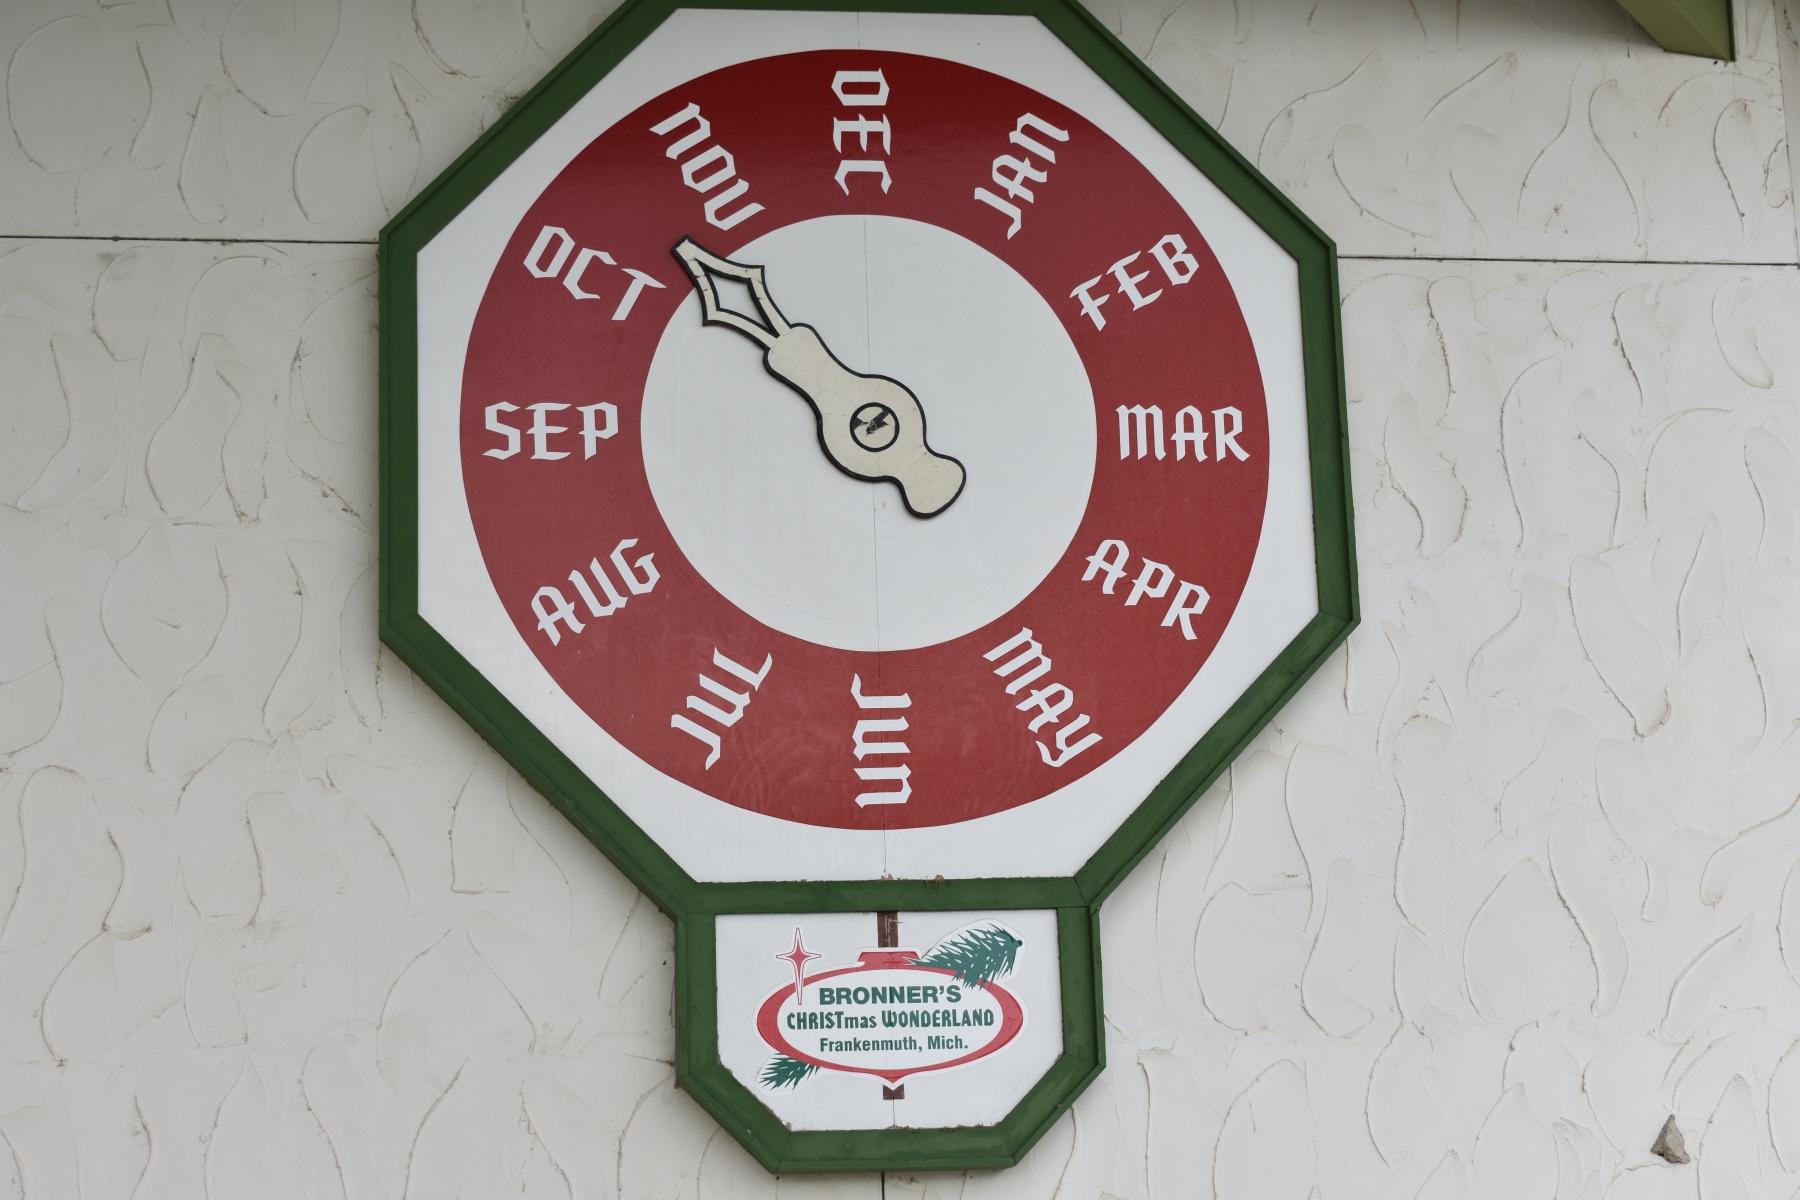 DEC
JAN
FEB
MAR
APR
MAY
JUN
JUL
AUG
SEP
OCT
NOV
BRONNER'S
CHRISTmas WONDERLAND
Frankenmuth, Mich.